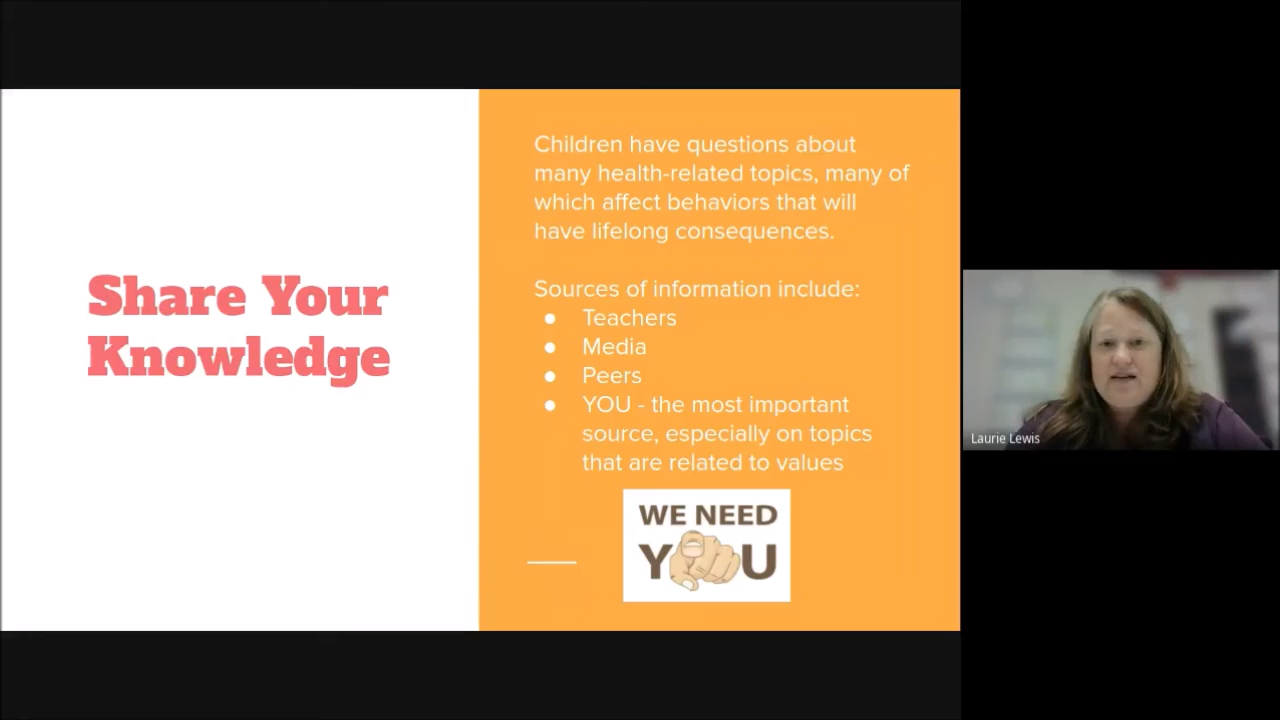 Share Your
Knowledge
Children have questions about
many health-related topics, many of
which affect behaviors that will
have lifelong consequences.
Sources of information include:
● Teachers
● Media
● Peers
● YOU - the most important
source, especially on topics
that are related to values
WE NEED
YOU
Laurie Lewis